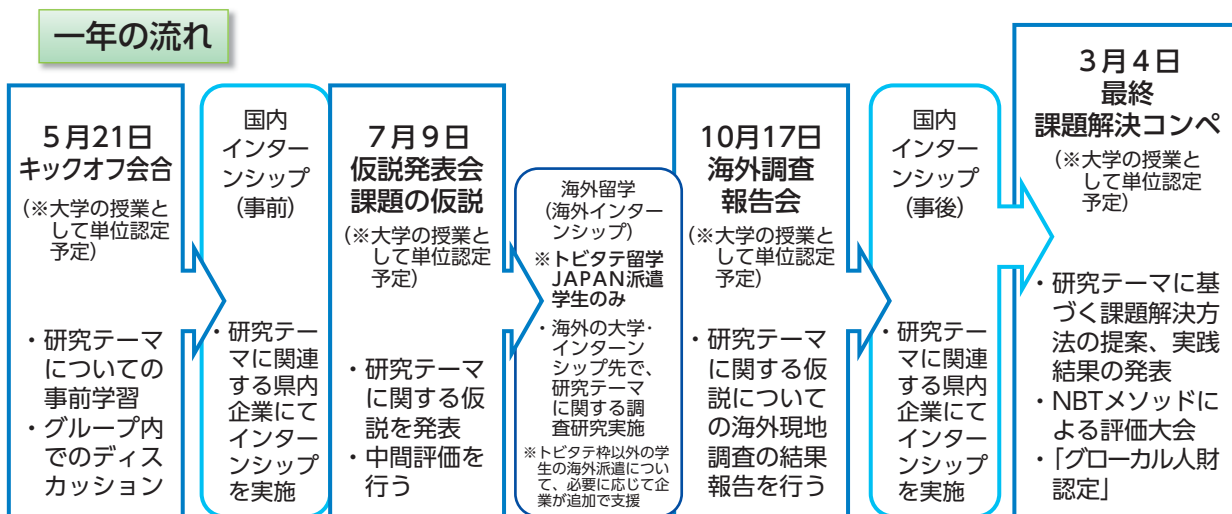 一年の流れ
5月21日
キックオフ会合
(※大学の授業と
して単位認定
予定)
・研究テーマ
についての
事前学習
・グループ内
でのディス
カッション
国内
インター
ンシップ
(事前)
・研究テー
マに関連
する県内
企業にて
インター
ンシップ
を実施
7月9日
仮説発表会
課題の仮説
(※大学の授業と
して単位認定
予定)
・研究テーマ
に関する仮
説を発表
・中間評価を
行う
海外留学
(海外インター
ンシップ)
※トビタテ留学
JAPAN派遣
学生のみ
・海外の大学・
インターン
シップ先で、
研究テーマ
に関する調
査研究実施
※トビタテ枠以外の学
生の海外派遣につい
て、必要に応じて企
業が追加で支援
10月17日
海外調査
報告会
(※大学の授業と
して単位認定
予定)
・研究テーマ
に関する仮
説について
の海外現地
調査の結果
報告を行う
国内
インター
ンシップ
(事後)
・研究テー
マに関連
する県内
企業にて
インター
ンシップ
を実施
3月4日
最終
課題解決コンペ
(※大学の授業と
して単位認定
予定)
・研究テーマに基
づく課題解決方
法の提案、実践
結果の発表
・NBTメソッドに
よる評価大会
・「グローカル人財
認定」